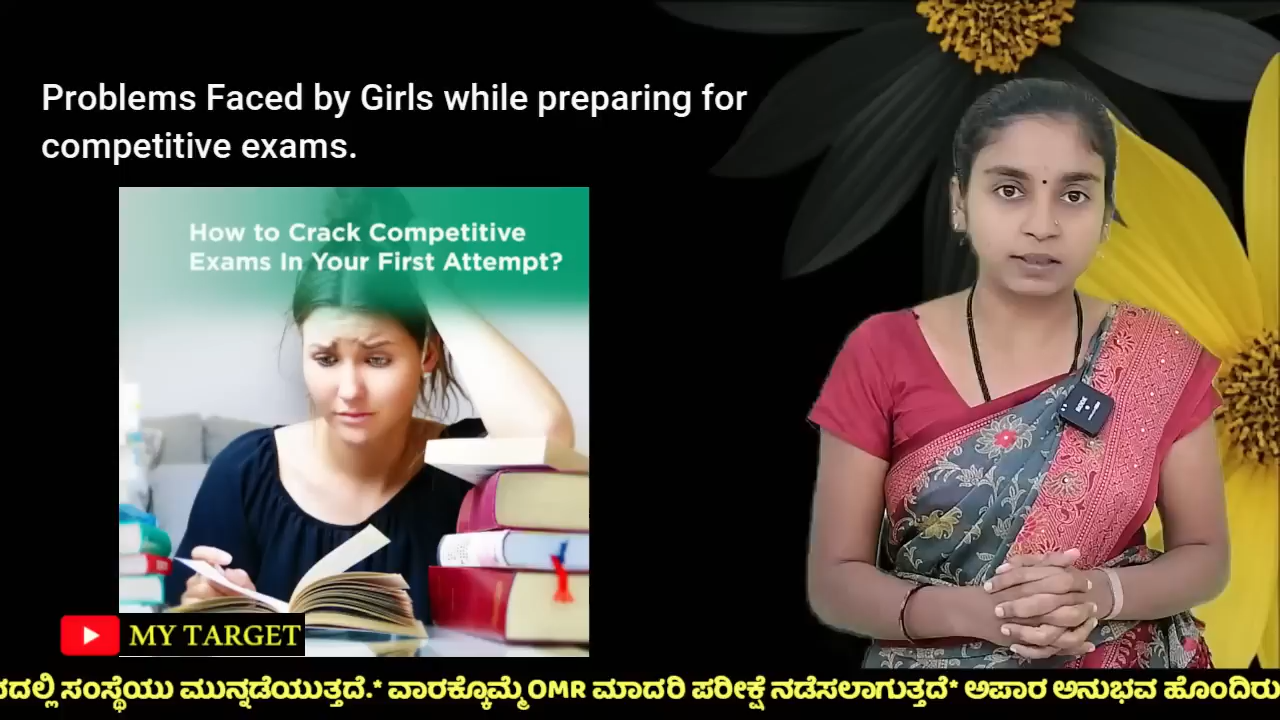 Problems Faced by Girls while preparing for
competitive exams.
How to Crack Competitive
Exams In Your First Attempt?
MY TARGET
ಸಂಸ್ಥೆಯು ಮುನ್ನಡೆಯುತ್ತದೆ.* ವಾರಕ್ಕೊಮ್ಮೆ OMR ಮಾದರಿ ಪರೀಕ್ಷೆ ನಡೆಸಲಾಗುತ್ತದೆ* ಅಪಾರ ಅನುಭವ